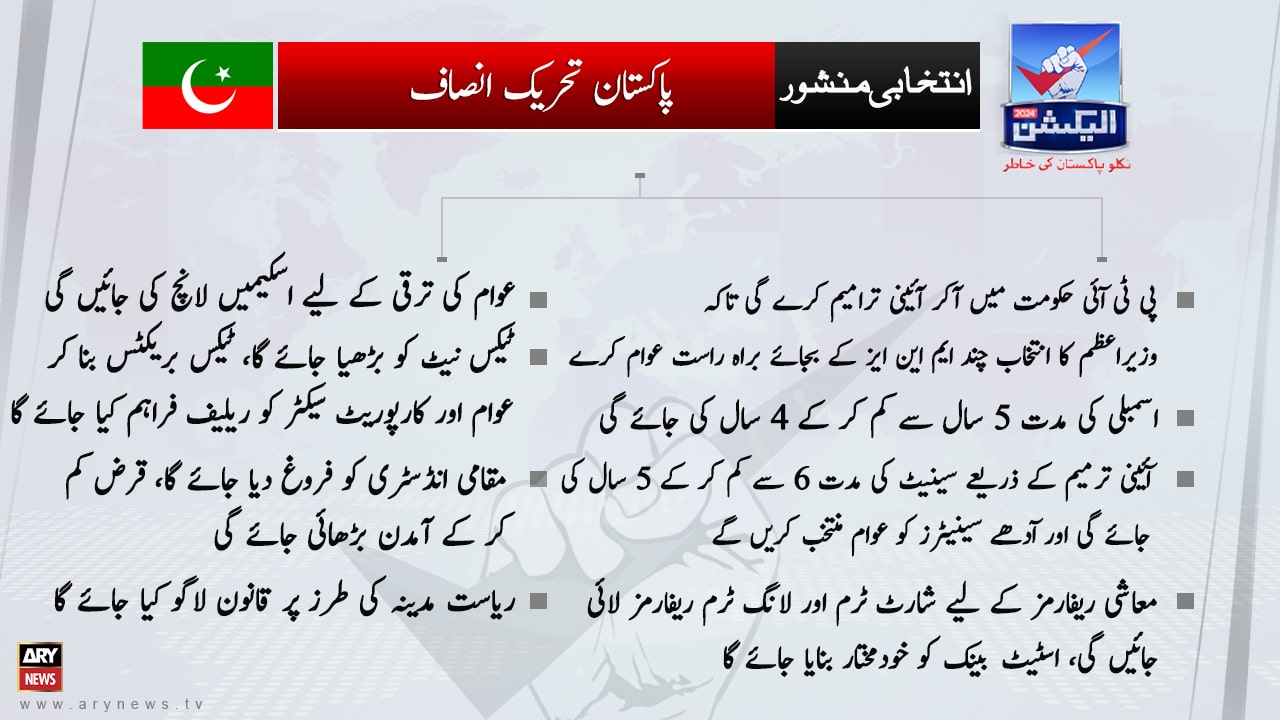 انتخابی منشور
پاکستان تحریک انصاف
2024
الیکشن
نکلو پاکستان کی خاطر
پی ٹی آئی حکومت میں آکر آئینی ترامیم کرے گی تاکہ
وزیراعظم کا انتخاب چند ایم این ایز کے بجائے براہ راست عوام کرے
اسمبلی کی مدت 5 سال سے کم کر کے 4 سال کی جائے گی
آئینی ترمیم کے ذریعے سینیٹ کی مدت 6 سے کم کر کے 5 سال کی
جائے گی اور آدھے سینیٹرز کو عوام منتخب کریں گے
معاشی ریفارمز کے لیے شارٹ ٹرم اور لانگ ٹرم ریفارمز لائی
جائیں گی، اسٹیٹ بینک کو خودمختار بنایا جائے گا
عوام کی ترقی کے لیے اسکیمیں لانچ کی جائیں گی
ٹیکس نیٹ کو بڑھیا جائے گا، ٹیکس بریکٹس بنا کر
عوام اور کارپوریٹ سیکٹر کو ریلیف فراہم کیا جائے گا
مقامی انڈسٹری کو فروغ دیا جائے گا، قرض کم
کر کے آمدن بڑھائی جائے گی
ریاست مدینہ کی طرز پر قانون لاگو کیا جائے گا
ARY
NEWS
www.arynews.tv